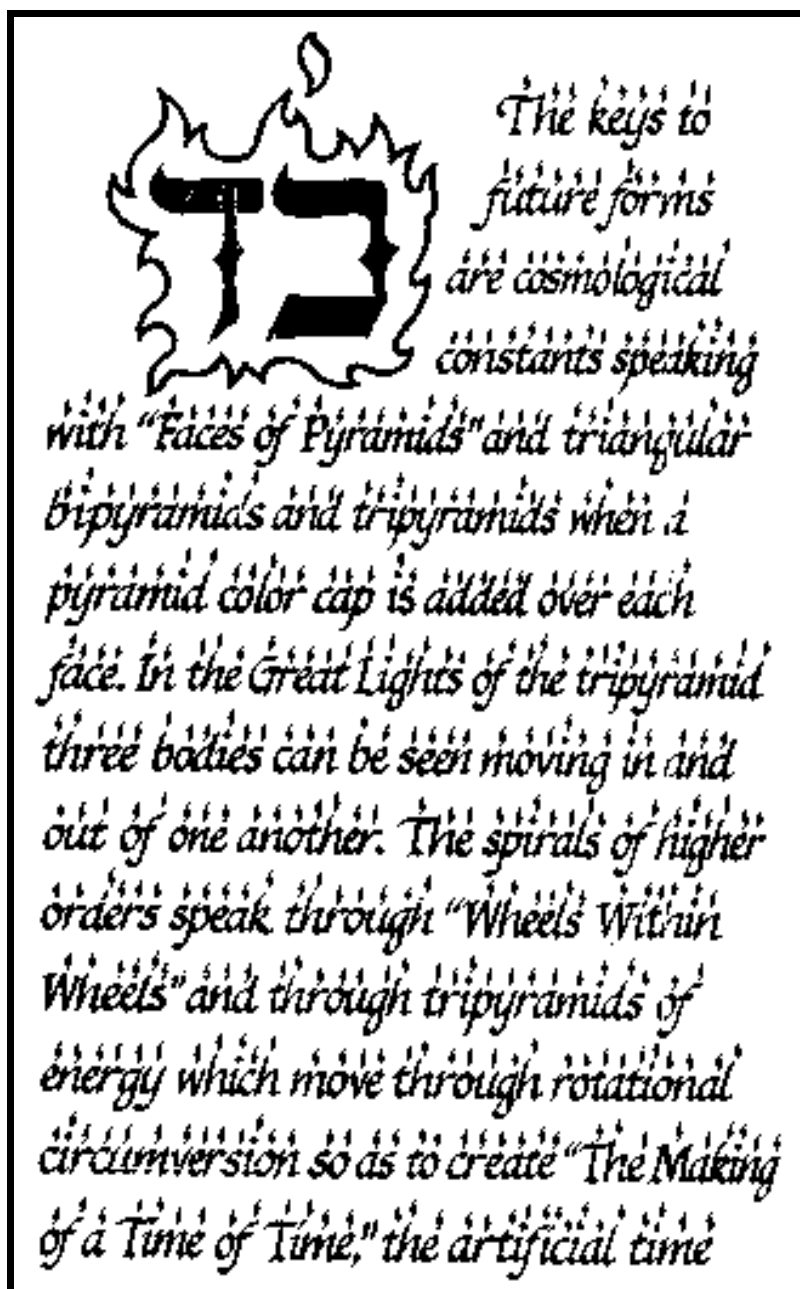 כד
The keys to
future forms
are cosmological
constants speaking
with “Faces of Pyramids” and triangular
bipyramids and tripyramids when a
pyramid color cap is added over each
face. In the Great Lights of the tripyramid
three bodies can be seen moving in and
out of one another. The spirals of higher
orders speak through “Wheels Within
Wheels” and through tripyramids of
energy which move through rotational
circumversion so as to create “The Making
of a Time of Time,” the artificial time